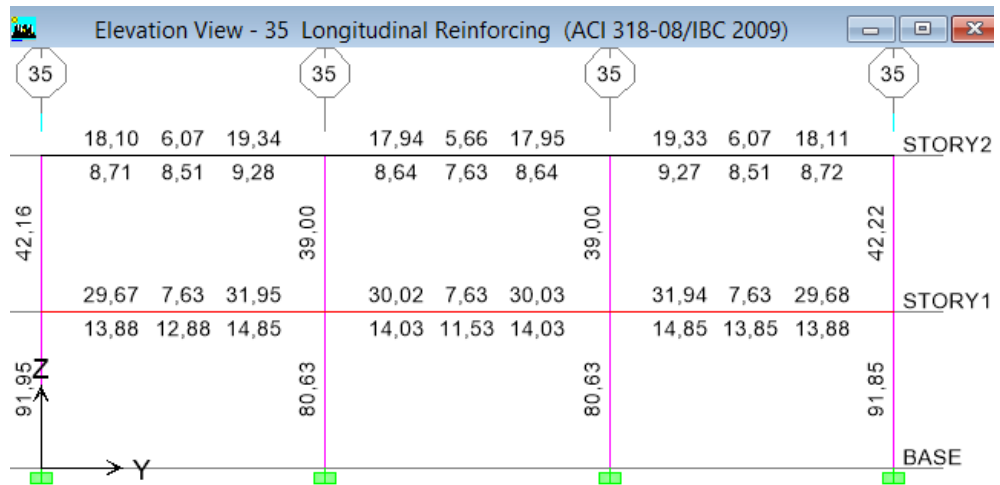 Elevation View - 35 Longitudinal Reinforcing (ACI 318-08/IBC 2009)
35 35 35 35
18,10 6,07 19,34 17,94 5,66 17,95 19,33 6,07 18,11
STORY2
8,71 8,51 9,28 8,64 7,63 8,64 9,27 8,51 8,72
42,16 39,00 39,00 42,22
29,67 7,63 31,95 30,02 7,63 30,03 31,94 7,63 29,68
STORY1
13,88 12,88 14,85 14,03 11,53 14,03 14,85 13,85 13,88
91,95 80,63 80,63 91,85
Z
Y
BASE